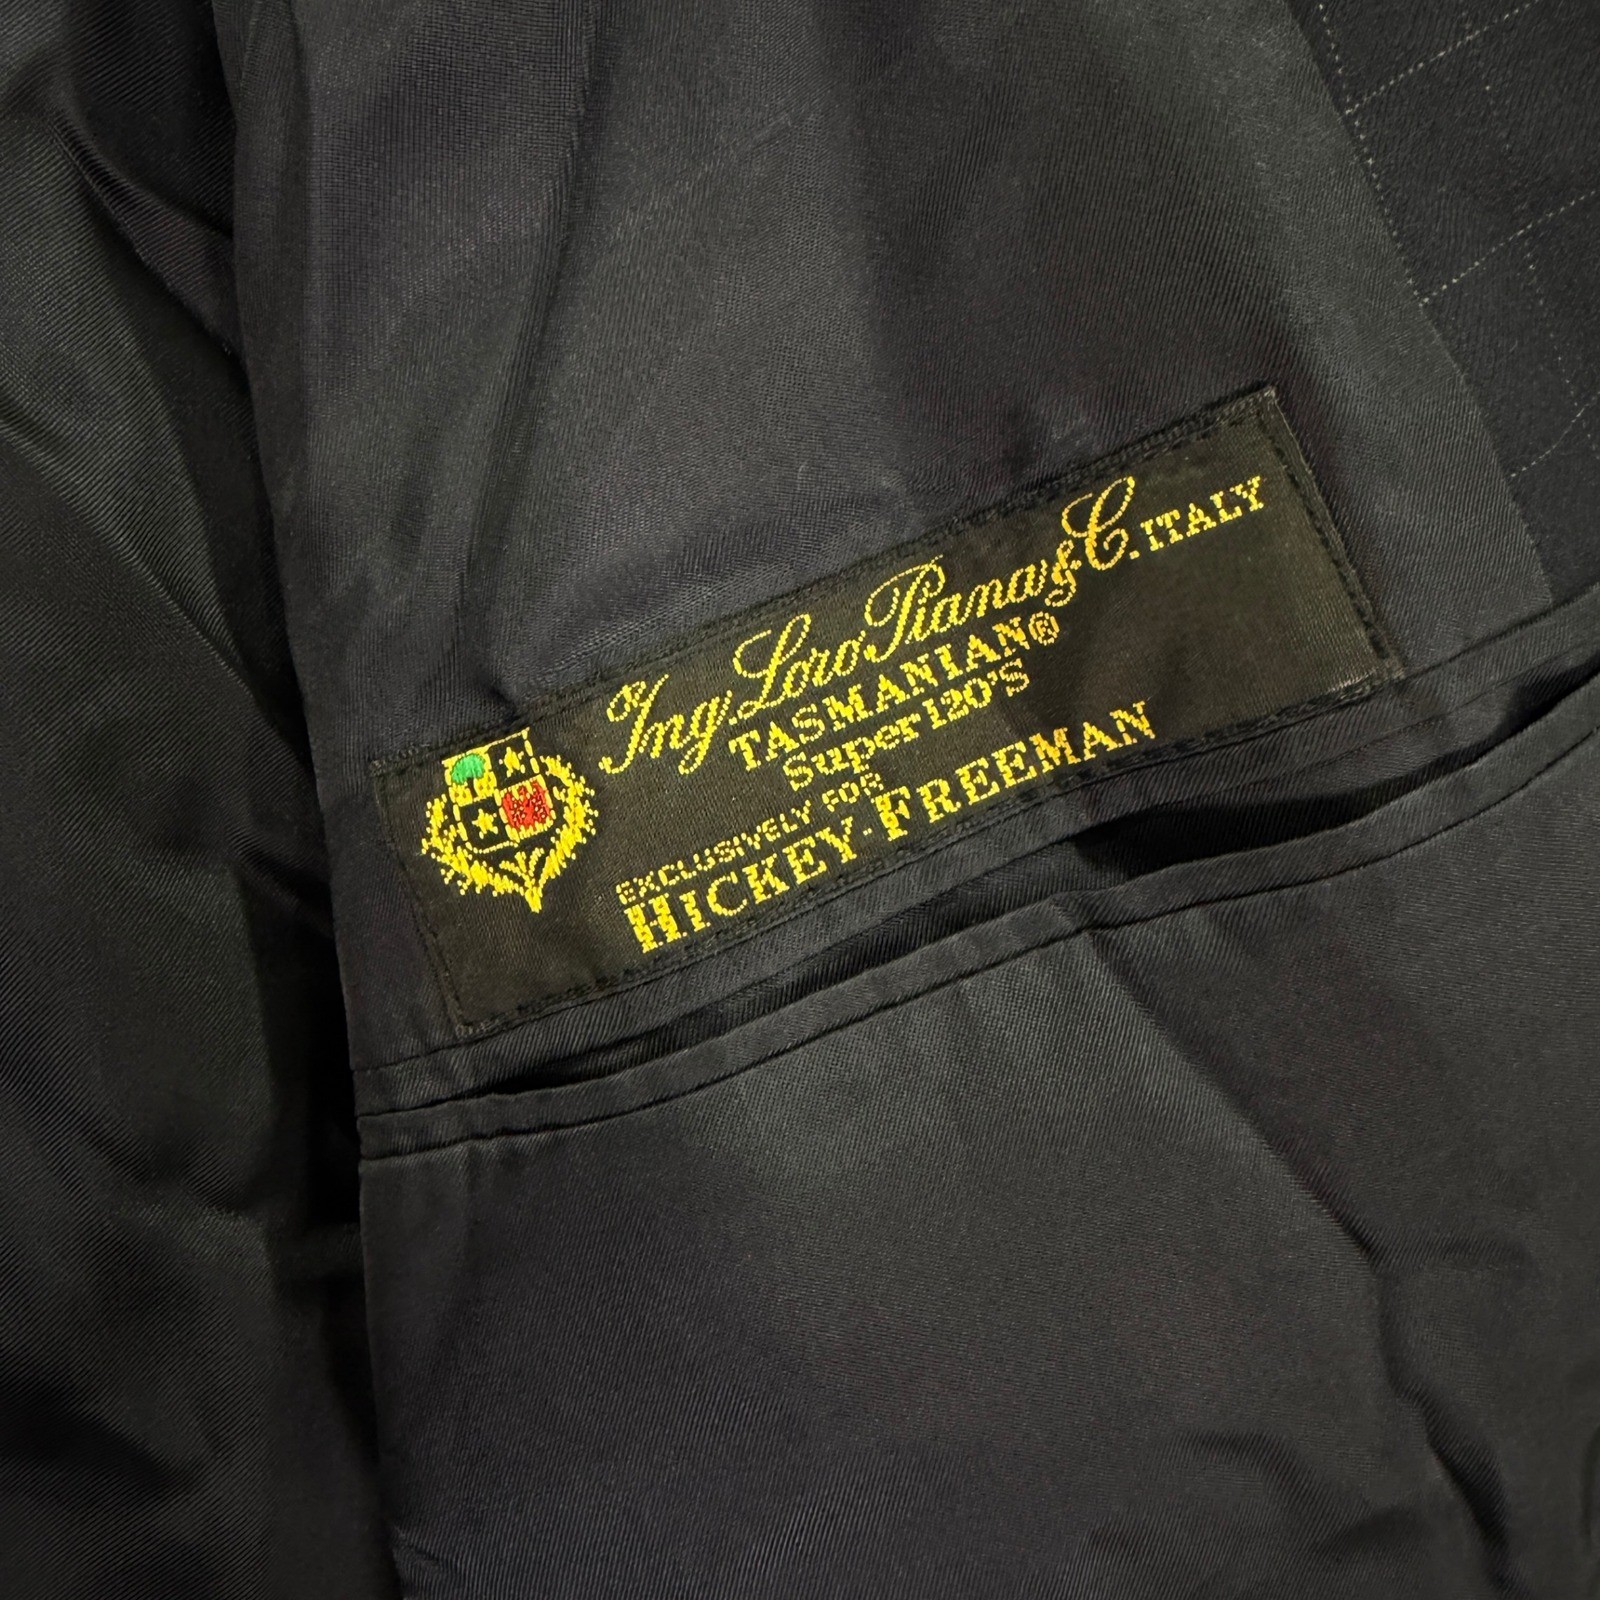 Ing. Loro Piana & C. ITALY
TASMANIAN®
Super 120'S
EXCLUSIVELY FOR
HICKEY-FREEMAN